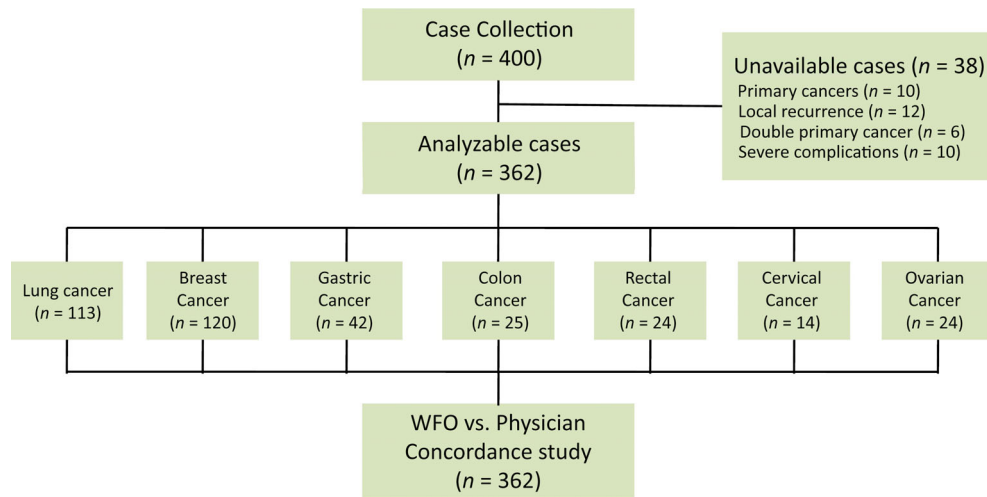 Case Collection
(n = 400)
Unavailable cases (n = 38)
Primary cancers (n = 10)
Local recurrence (n = 12)
Double primary cancer (n = 6)
Severe complications (n = 10)
Analyzable cases
(n = 362)
Lung cancer
(n = 113)
Breast
Cancer
(n = 120)
Gastric
Cancer
(n = 42)
Colon
Cancer
(n = 25)
Rectal
Cancer
(n = 24)
Cervical
Cancer
(n = 14)
Ovarian
Cancer
(n = 24)
WFO vs. Physician
Concordance study
(n = 362)